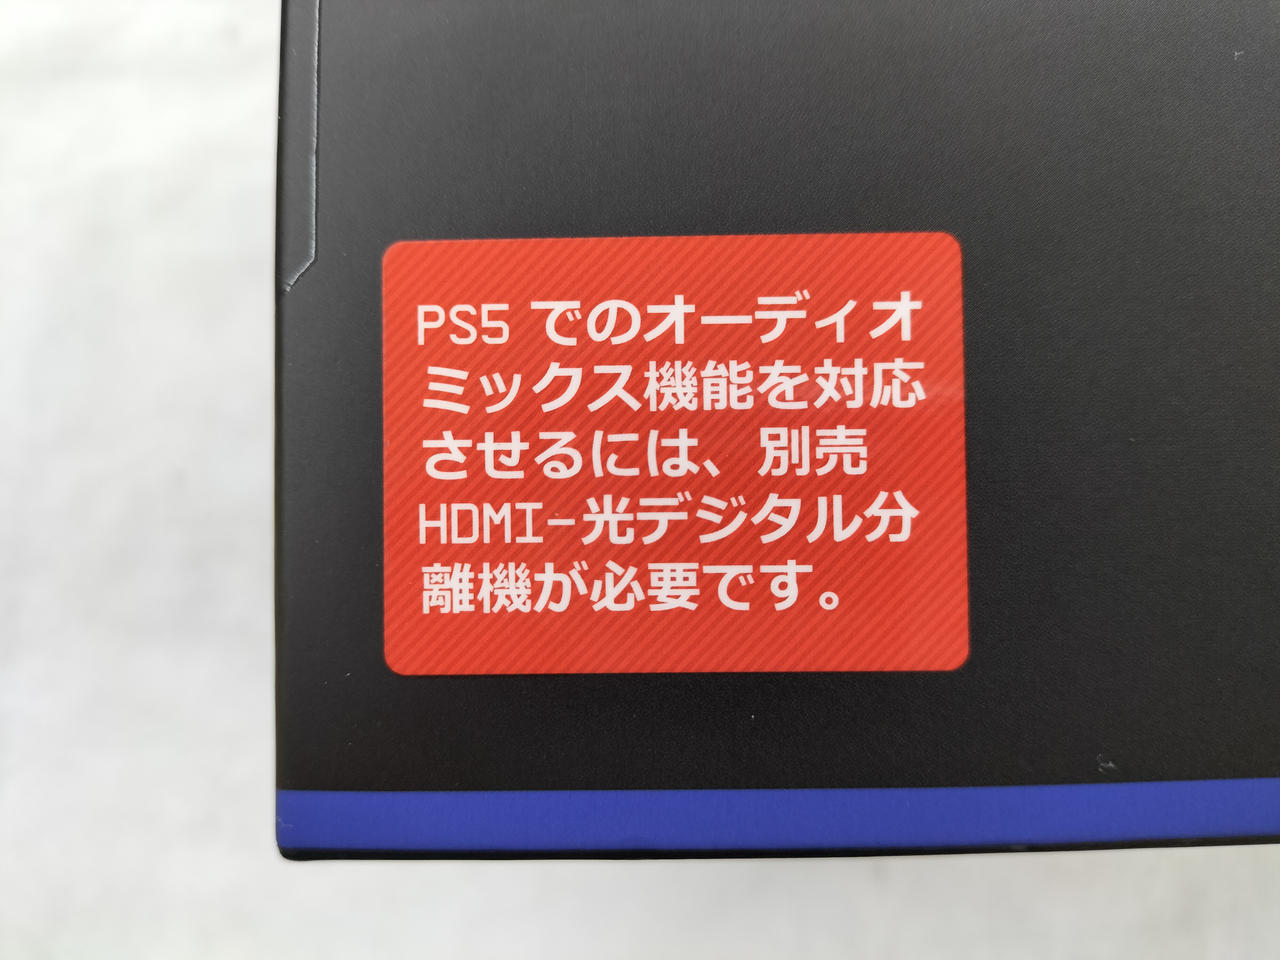 PS5 でのオーディオ
ミックス機能を対応
させるには、別売
HDMI-光デジタル分
離機が必要です。